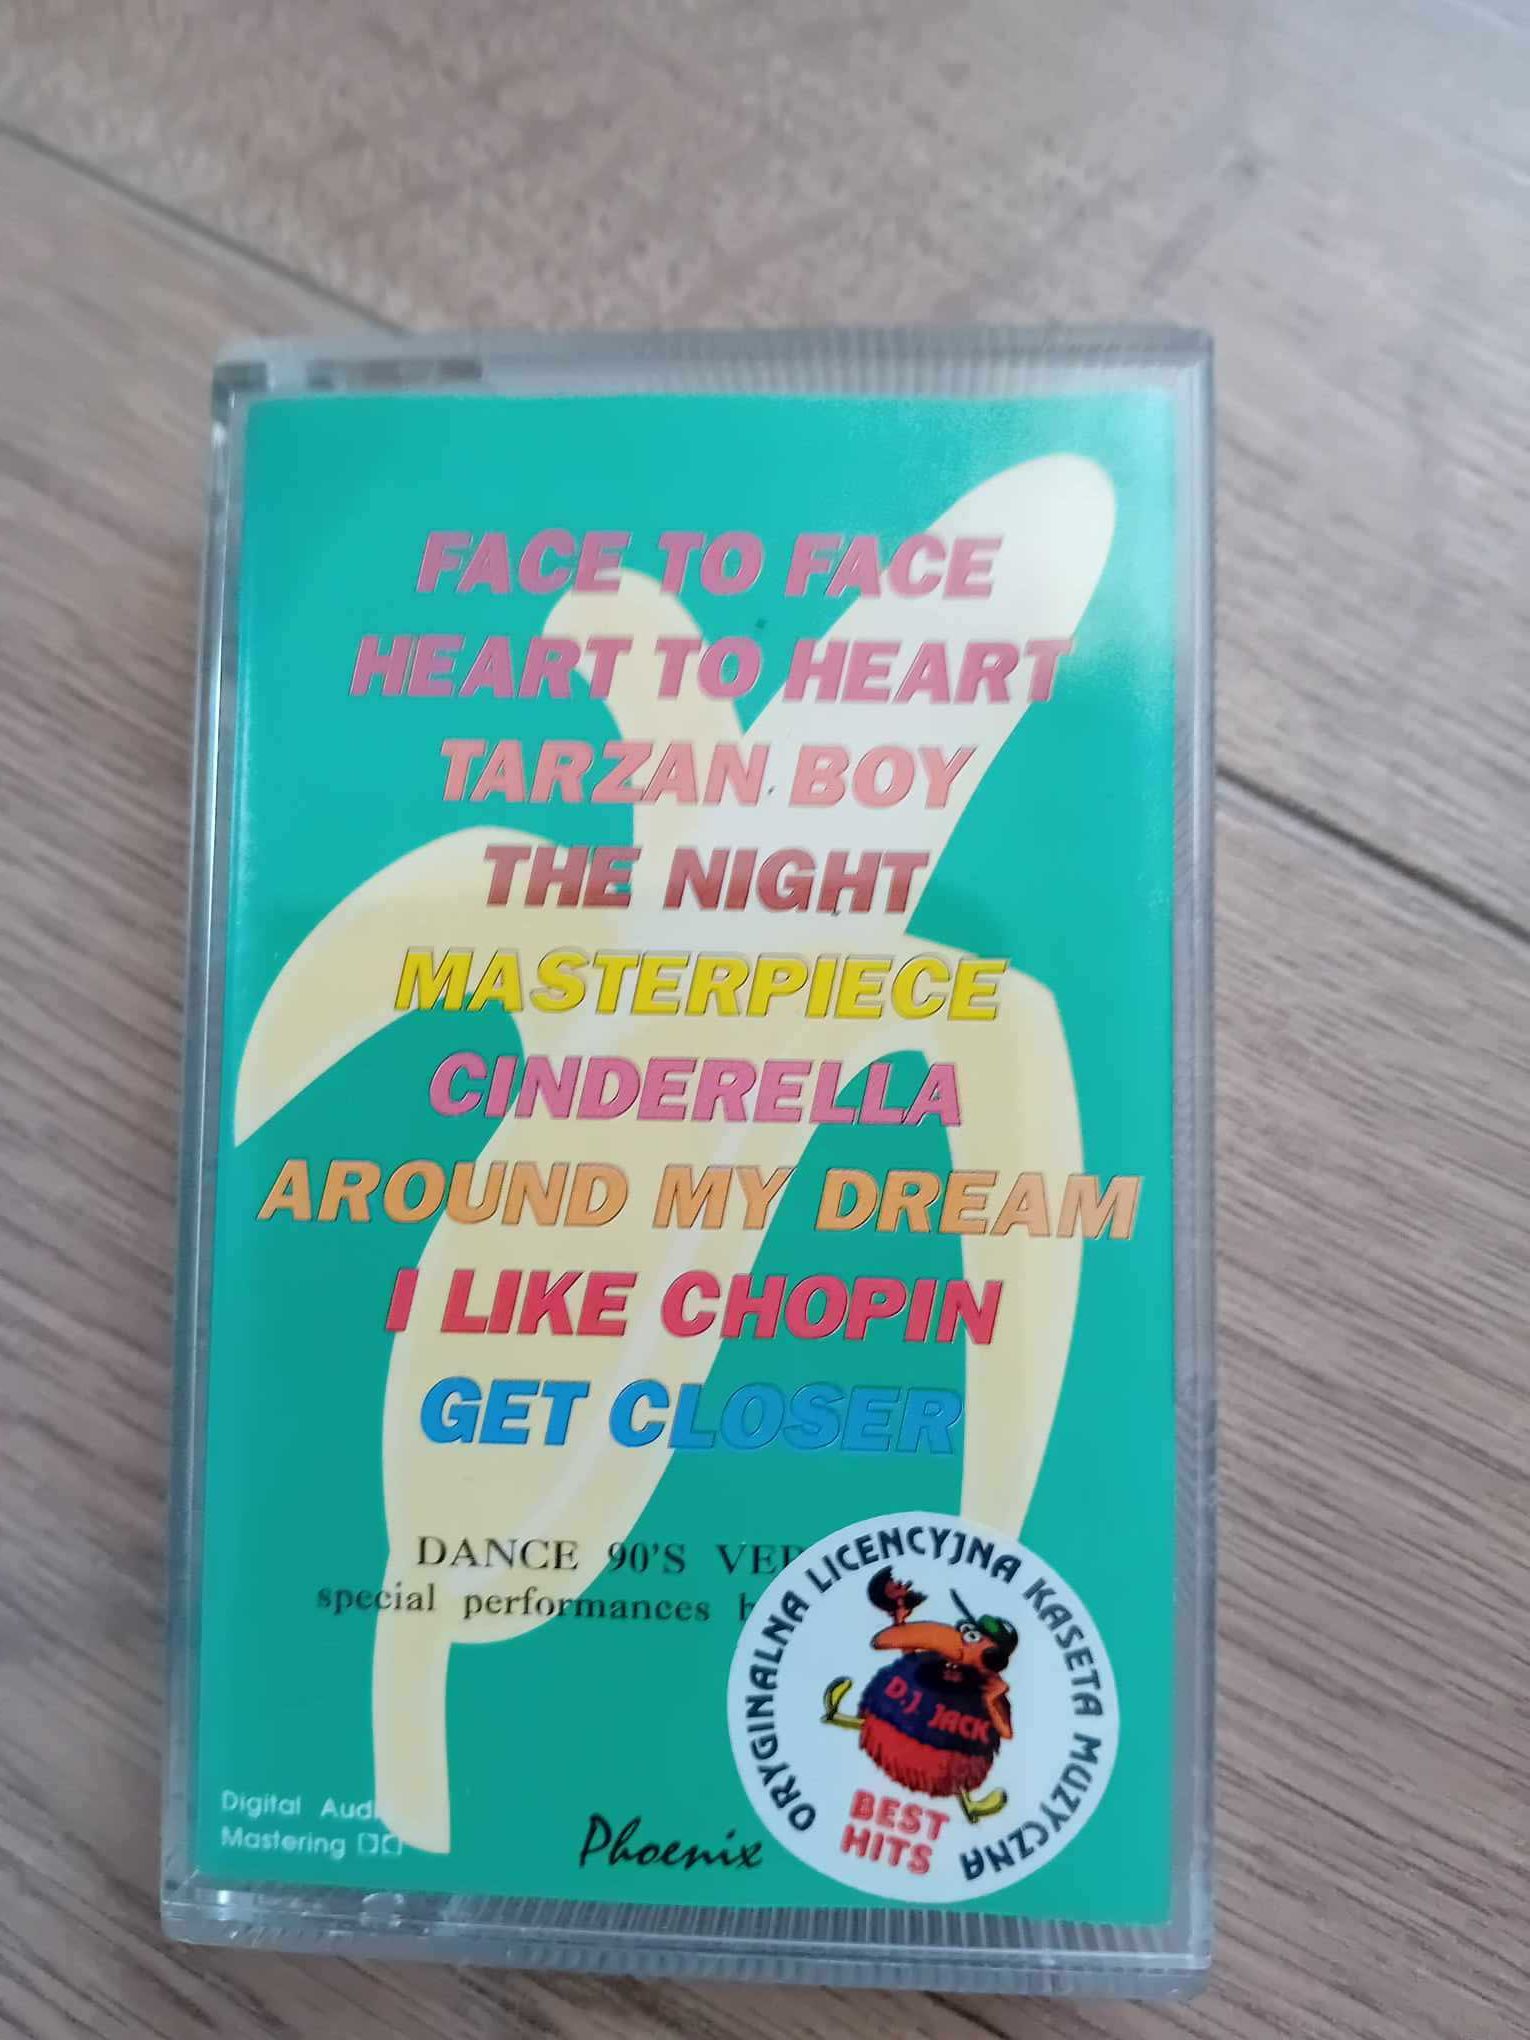 FACE TO FACE
HEART TO HEART
TARZAN BOY
THE NIGHT
MASTERPIECE
CINDERELLA
AROUND MY DREAM
I LIKE CHOPIN
GET CLOSER
DANCE 90'S
special performances
ORYGINALNA LICENCYJNA KASETA MUZYCZNA
D.J. JACK
BEST
HITS
Digital
Mastering
Phoenix